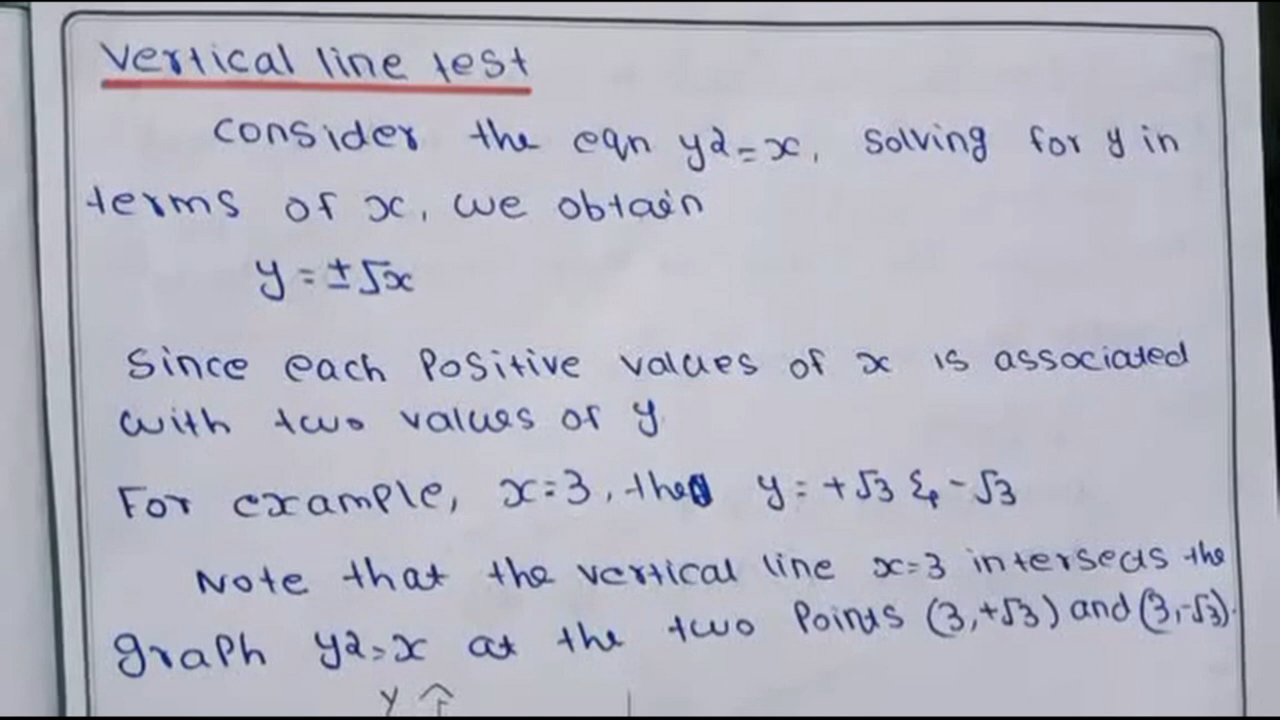 Vertical line test
Consider the eqn y2=x, solving for y in
terms of x, we obtain
y=±√x
Since each Positive values of x is associated
with two values of y
For example, x=3, the y=+√3 & -√3
Note that the vertical line x=3 intersects the
graph y2=x at the two Points (3,+√3) and (3,-√3).
y